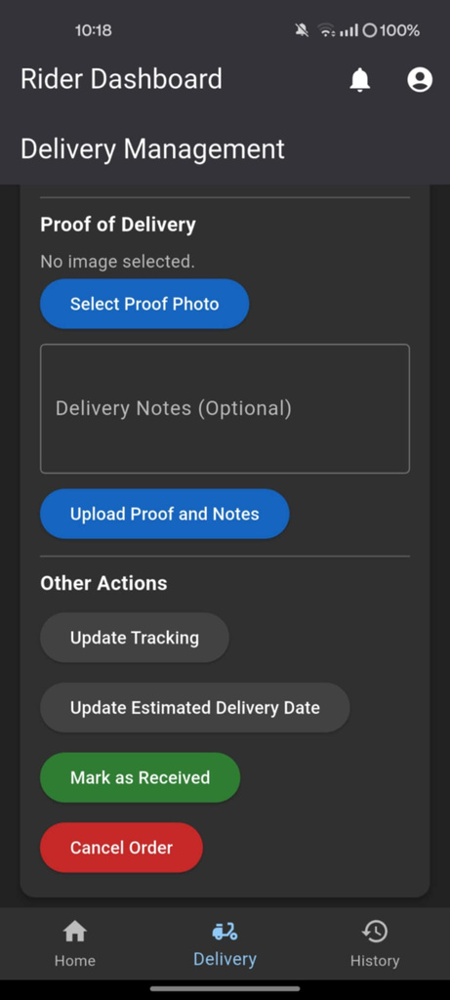 10:18
100%
Rider Dashboard
Delivery Management
Proof of Delivery
No image selected.
Select Proof Photo
Delivery Notes (Optional)
Upload Proof and Notes
Other Actions
Update Tracking
Update Estimated Delivery Date
Mark as Received
Cancel Order
Home
Delivery
History